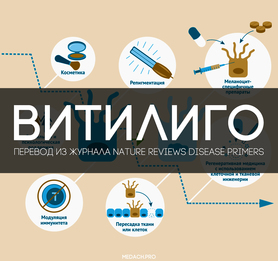 Косметика
Репигментация
Меланоцит-
специфичные
препараты
ВИТИЛИГО
ПЕРЕВОД ИЗ ЖУРНАЛА NATURE REVIEWS DISEASE PRIMERS
Модуляция
иммунитета
Пересадка ткани
или клеток
клеточной и тканевой
инженерии
MEDACH.PRO